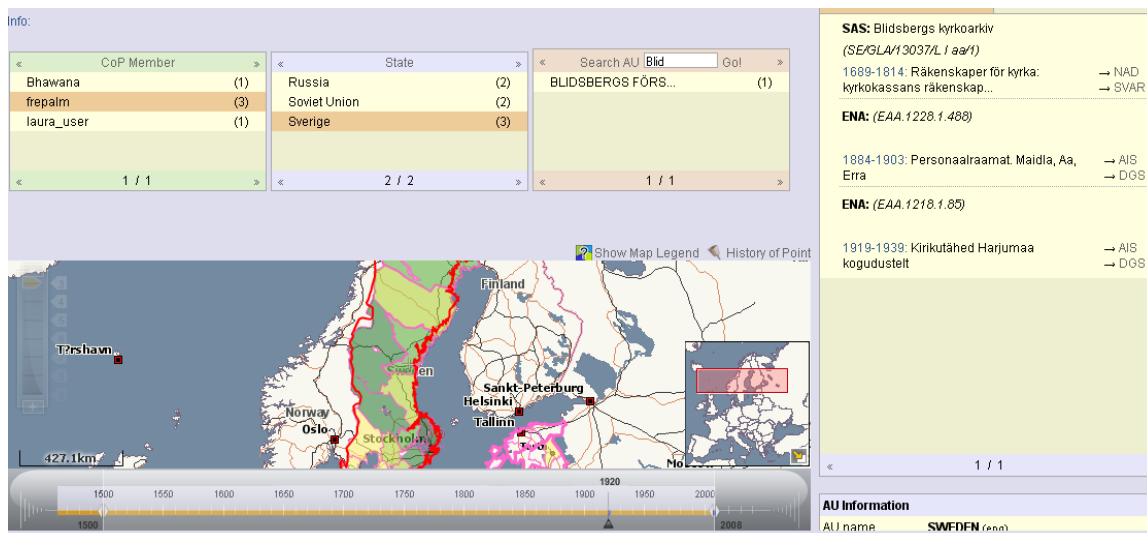 Info:
« CoP Member »
Bhawana (1)
frepalm (3)
laura_user (1)
« 1 / 1 »
« State »
Russia (2)
Soviet Union (2)
Sverige (3)
« 2 / 2 »
« Search AU Blid Go! »
BLIDSBERGS FÖRS... (1)
« 1 / 1 »
Show Map Legend History of Point
Finland
T?rshavn
Sweden
Sankt-Peterburg
Helsinki
Norway
Tallinn
Oslo
Stockholm
427.1km
1920
1500 1550 1600 1650 1700 1750 1800 1850 1900 1950 2000
1500 2008
SAS: Blidsbergs kyrkoarkiv
(SE/GLA/13037/L I aa/1)
1689-1814: Räkenskaper för kyrka: → NAD
kyrkokassans räkenskap... → SVAR
ENA: (EAA.1228.1.488)
1884-1903: Personaalraamat. Maidla, Aa, → AIS
Erra → DGS
ENA: (EAA.1218.1.85)
1919-1939: Kirikutähed Harjumaa → AIS
kogudustelt → DGS
« 1 / 1 »
AU Information
AU name SWEDEN (eng)